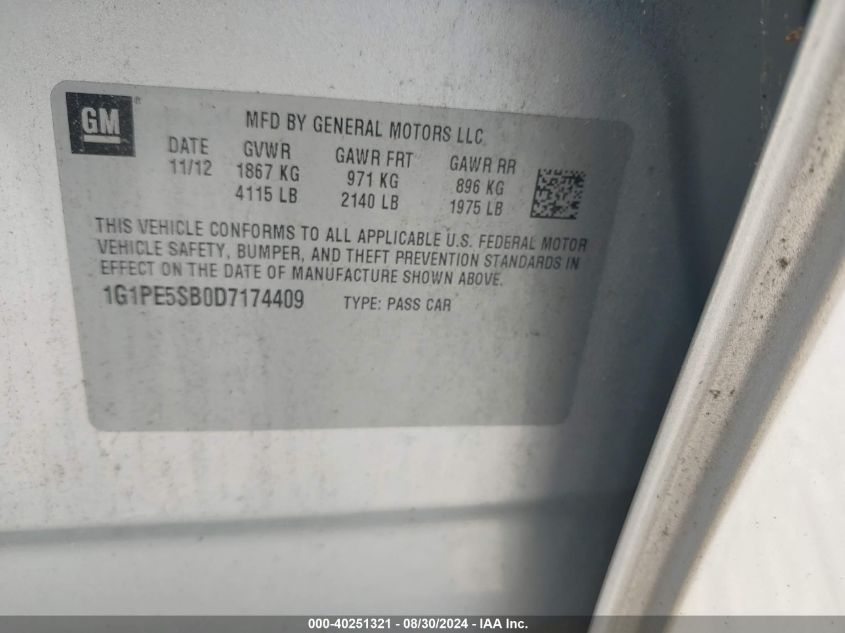 GM ®
MFD BY GENERAL MOTORS LLC
DATE GVWR GAWR FRT GAWR RR
11/12 1867 KG 971 KG 896 KG
4115 LB 2140 LB 1975 LB
THIS VEHICLE CONFORMS TO ALL APPLICABLE U.S. FEDERAL MOTOR
VEHICLE SAFETY, BUMPER, AND THEFT PREVENTION STANDARDS IN
EFFECT ON THE DATE OF MANUFACTURE SHOWN ABOVE.
1G1PE5SB0D7174409 TYPE: PASS CAR
000-40251321 - 08/30/2024 - IAA Inc.